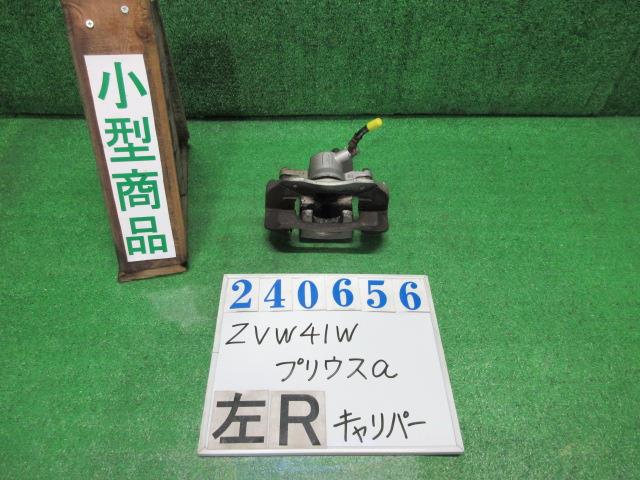 小型商品
240656
ZVW41W
プリウスα
左R キャリパー